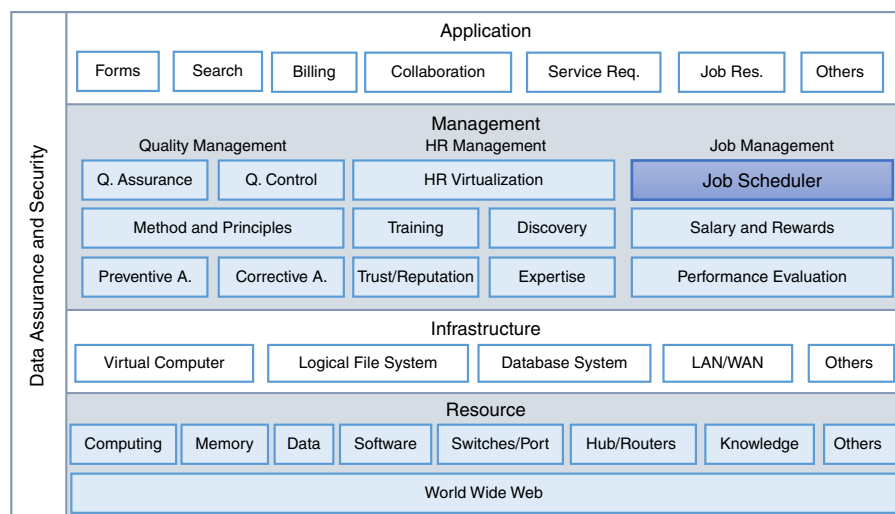 Data Assurance and Security
Application
Forms
Search
Billing
Collaboration
Service Req.
Job Res.
Others
Management
Quality Management
HR Management
Job Management
Q. Assurance
Q. Control
HR Virtualization
Job Scheduler
Method and Principles
Training
Discovery
Salary and Rewards
Preventive A.
Corrective A.
Trust/Reputation
Expertise
Performance Evaluation
Infrastructure
Virtual Computer
Logical File System
Database System
LAN/WAN
Others
Resource
Computing
Memory
Data
Software
Switches/Port
Hub/Routers
Knowledge
Others
World Wide Web